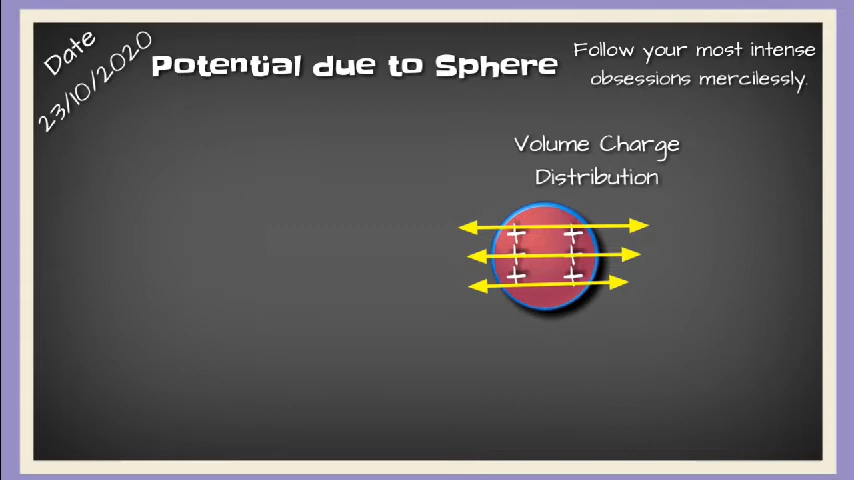 Date
23/10/2020
Potential due to Sphere
Follow your most intense
obsessions mercilessly.
Volume Charge
Distribution
+ +
+ +
+ +